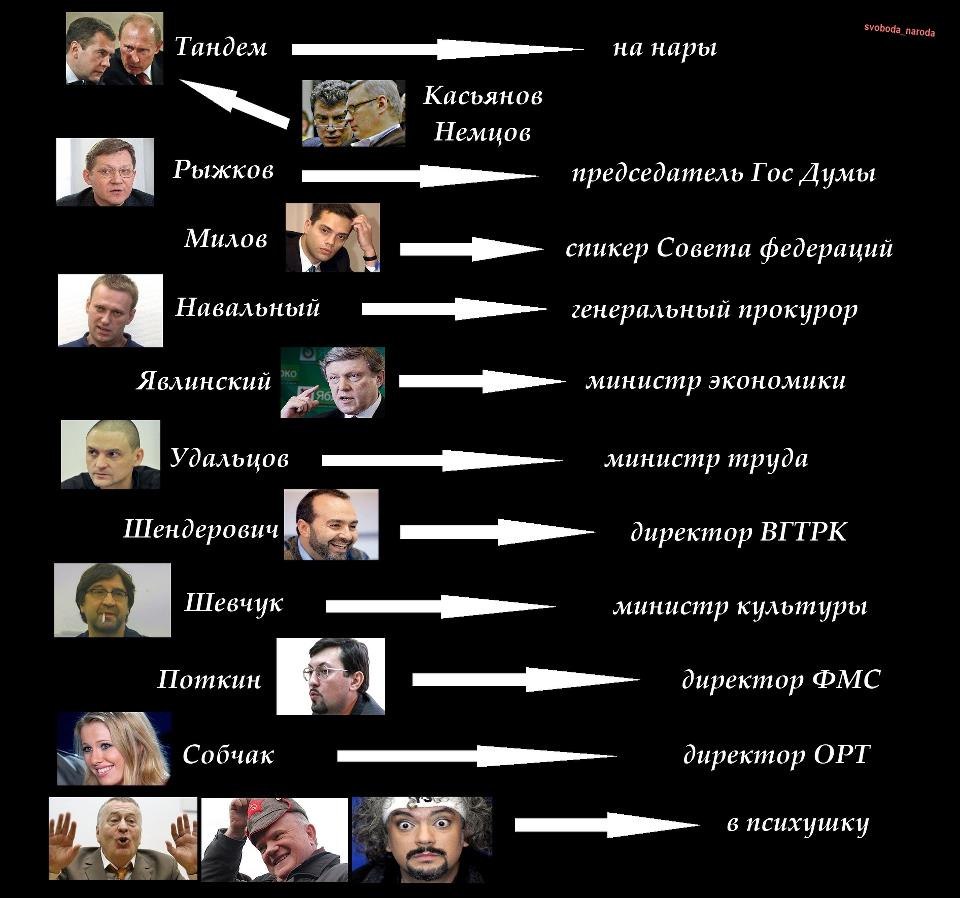 svoboda_naroda
Тандем на нары
Касьянов
Немцов
Рыжков председатель Гос Думы
Милов спикер Совета федераций
Навальный генеральный прокурор
Явлинский министр экономики
Удальцов министр труда
Шендерович директор ВГТРК
Шевчук министр культуры
Поткин директор ФМС
Собчак директор ОРТ
в психушку